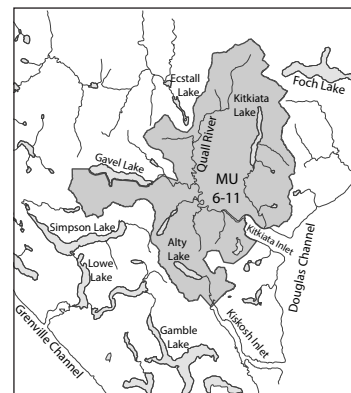 Ecstall
Lake
Foch Lake
Kitkiata
Lake
Quall River
Gavel Lake
MU
6-11
Simpson Lake
Alty
Lake
Kitkiata Inlet
Lowe
Lake
Douglas Channel
Grenville Channel
Gamble
Lake
Kiskosh Inlet